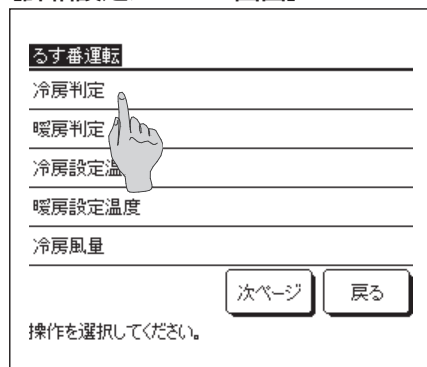 るす番運転
冷房判定
暖房判定
冷房設定温
暖房設定温度
冷房風量
次ページ 戻る
操作を選択してください。